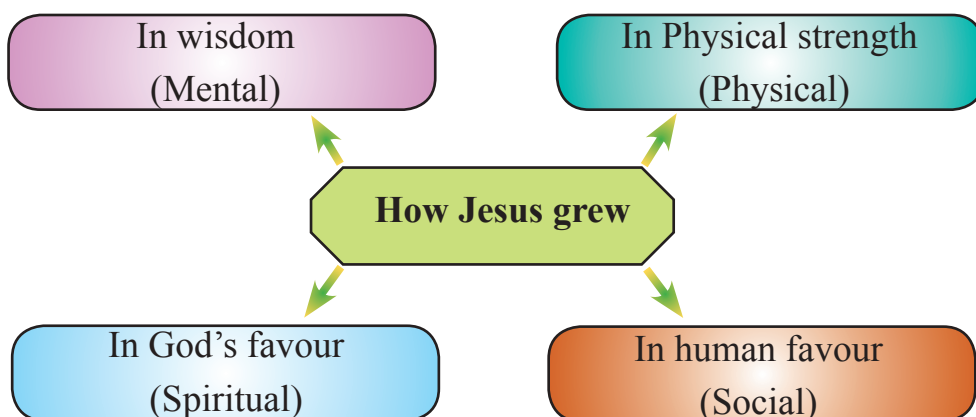 In wisdom
(Mental)
In Physical strength
(Physical)
How Jesus grew
In God's favour
(Spiritual)
In human favour
(Social)